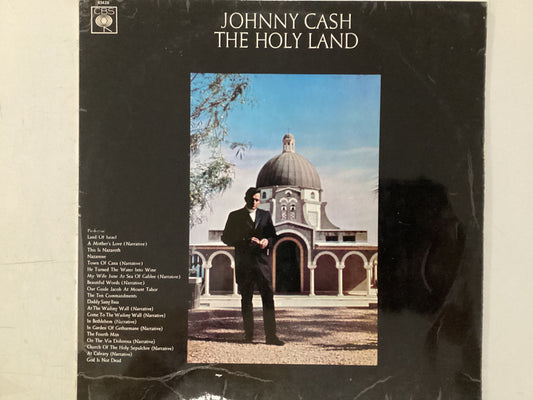 63428
CBS
JOHNNY CASH
THE HOLY LAND
Prologue
Land Of Israel
A Mother's Love (Narrative)
This Is Nazareth
Nazarene
Town Of Cana (Narrative)
He Turned The Water Into Wine
My Wife June At Sea Of Galilee (Narrative)
Beautiful Words (Narrative)
Our Guide Jacob At Mount Tabor
The Ten Commandments
Daddy Sang Bass
At The Wailing Wall (Narrative)
Come To The Wailing Wall (Narrative)
In Bethlehem (Narrative)
In Garden Of Gethsemane (Narrative)
The Fourth Man
On The Via Dolorosa (Narrative)
Church Of The Holy Sepulchre (Narrative)
At Calvary (Narrative)
God Is Not Dead